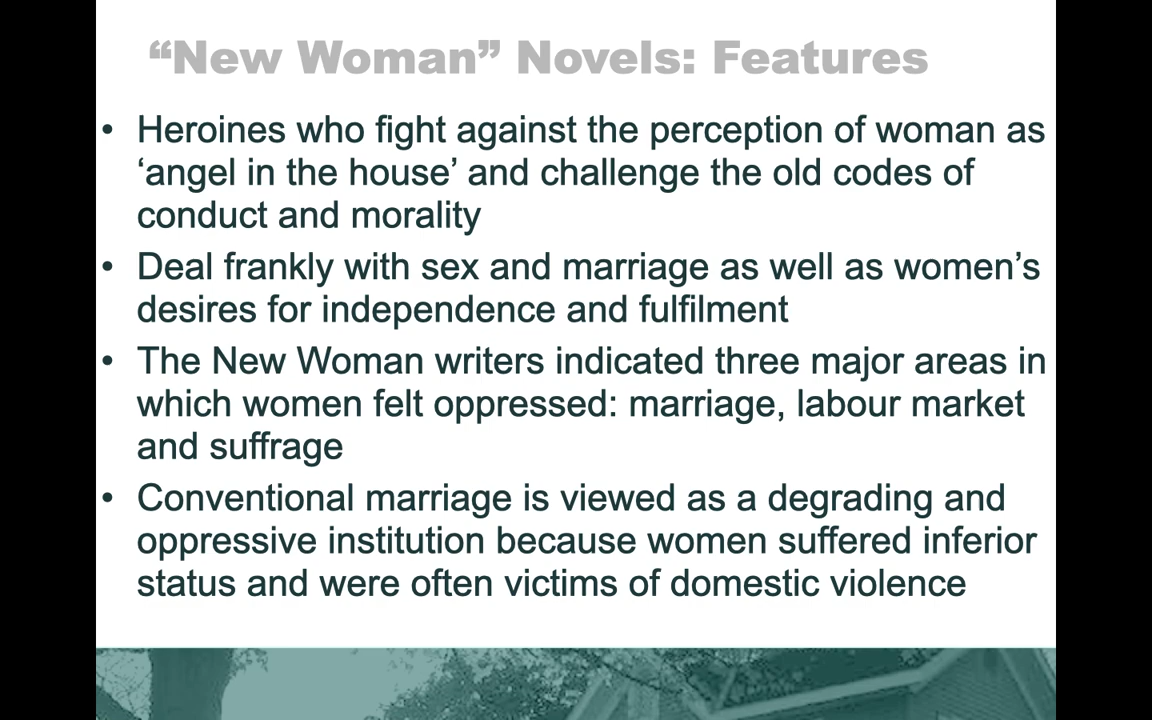 “New Woman” Novels: Features
• Heroines who fight against the perception of woman as
‘angel in the house’ and challenge the old codes of
conduct and morality
• Deal frankly with sex and marriage as well as women’s
desires for independence and fulfilment
• The New Woman writers indicated three major areas in
which women felt oppressed: marriage, labour market
and suffrage
• Conventional marriage is viewed as a degrading and
oppressive institution because women suffered inferior
status and were often victims of domestic violence